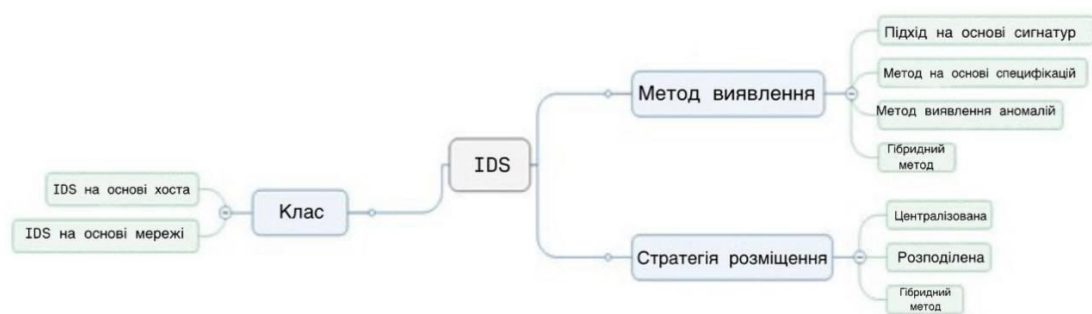 Підхід на основі сигнатур
Метод на основі специфікацій
Метод виявлення аномалій
Гібридний
метод
Метод виявлення
IDS
IDS на основі хоста
IDS на основі мережі
Клас
Стратегія розміщення
Централізована
Розподілена
Гібридний
метод